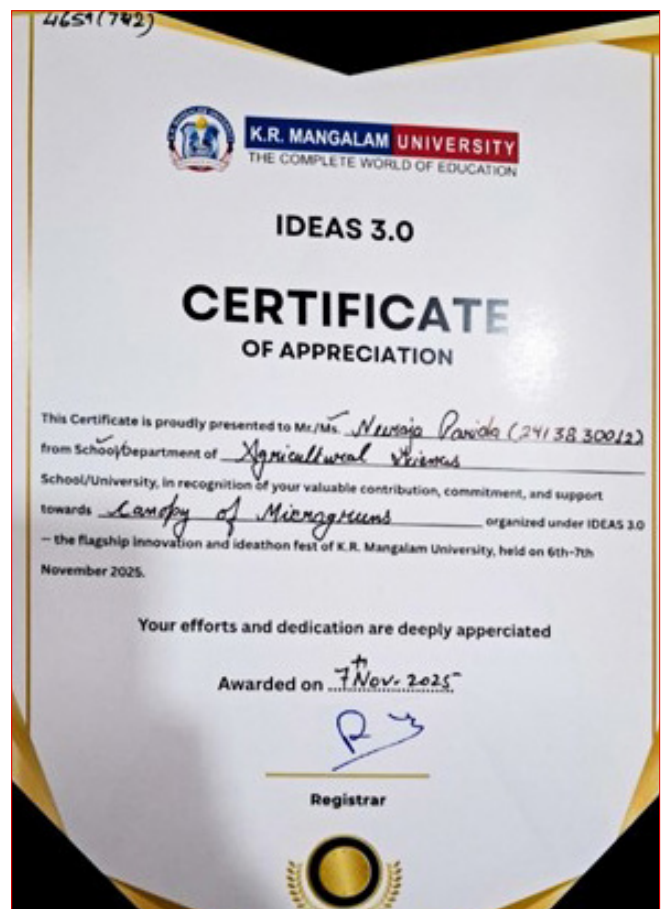 4651(742)
K.R. MANGALAM UNIVERSITY
THE COMPLETE WORLD OF EDUCATION
IDEAS 3.0
CERTIFICATE
OF APPRECIATION
This Certificate is proudly presented to Mr./Ms. Parida (2413830012)
from School/Department of Agricultural Sciences
School/University, in recognition of your valuable contribution, commitment, and support
towards Canopy of Microgreens organized under IDEAS 3.0
– the flagship innovation and ideathon fest of K.R. Mangalam University, held on 6th-7th
November 2025.
Your efforts and dedication are deeply apperciated
Awarded on 7th Nov. 2025
Registrar